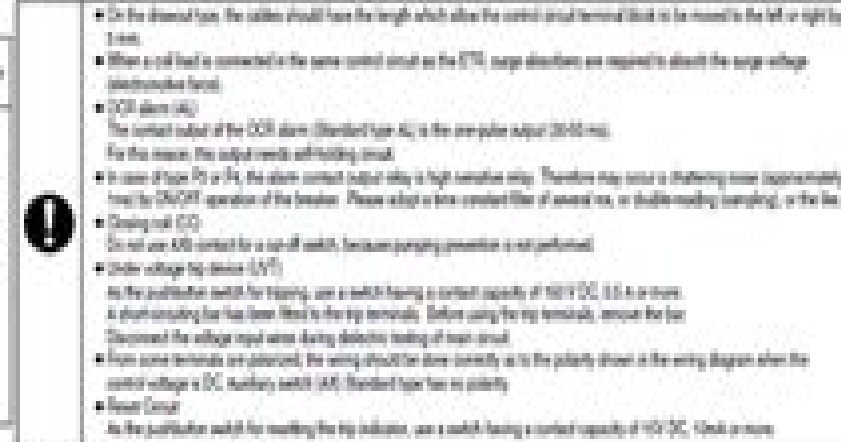 ● On the drawout type, the cables should have the length which allow the control circuit terminal block to be moved to the left or right by
● When a coil load is connected in the same control circuit as the ETR, surge absorbers are required to absorb the surge voltage
(electromotive force).
● OCR alarm (AL)
The contact output of the OCR alarm (Standard type AL) is the one-pulse output
For this reason, the output needs self-holding circuit.
● In case of type P3 or P4, the alarm contact output relay is high sensitive relay. Therefore may occur a chattering noise (approximately
1ms) by ON/OFF operation of the breaker. Please adopt a time constant filter of several ms, or double-reading (sampling), or the like.
● Closing coil (CC)
Do not use AXB contact for a cut-off switch, because pumping prevention is not performed.
● Under voltage trip device (UVT)
As the pushbutton switch for tripping, use a switch having a contact capacity of DC, or more.
A short-circuiting bar has been fitted to the trip terminals. Before using the trip terminals, remove the bar.
Disconnect the voltage input wires during dielectric testing of main circuit.
● From some terminals are polarized, the wiring should be done correctly as to the polarity shown in the wiring diagram when the
control voltage is DC. Auxiliary switch (AX) Standard type has no polarity.
● Reset Circuit
As the pushbutton switch for resetting the trip indicator, use a switch having a contact capacity of DC, or more.